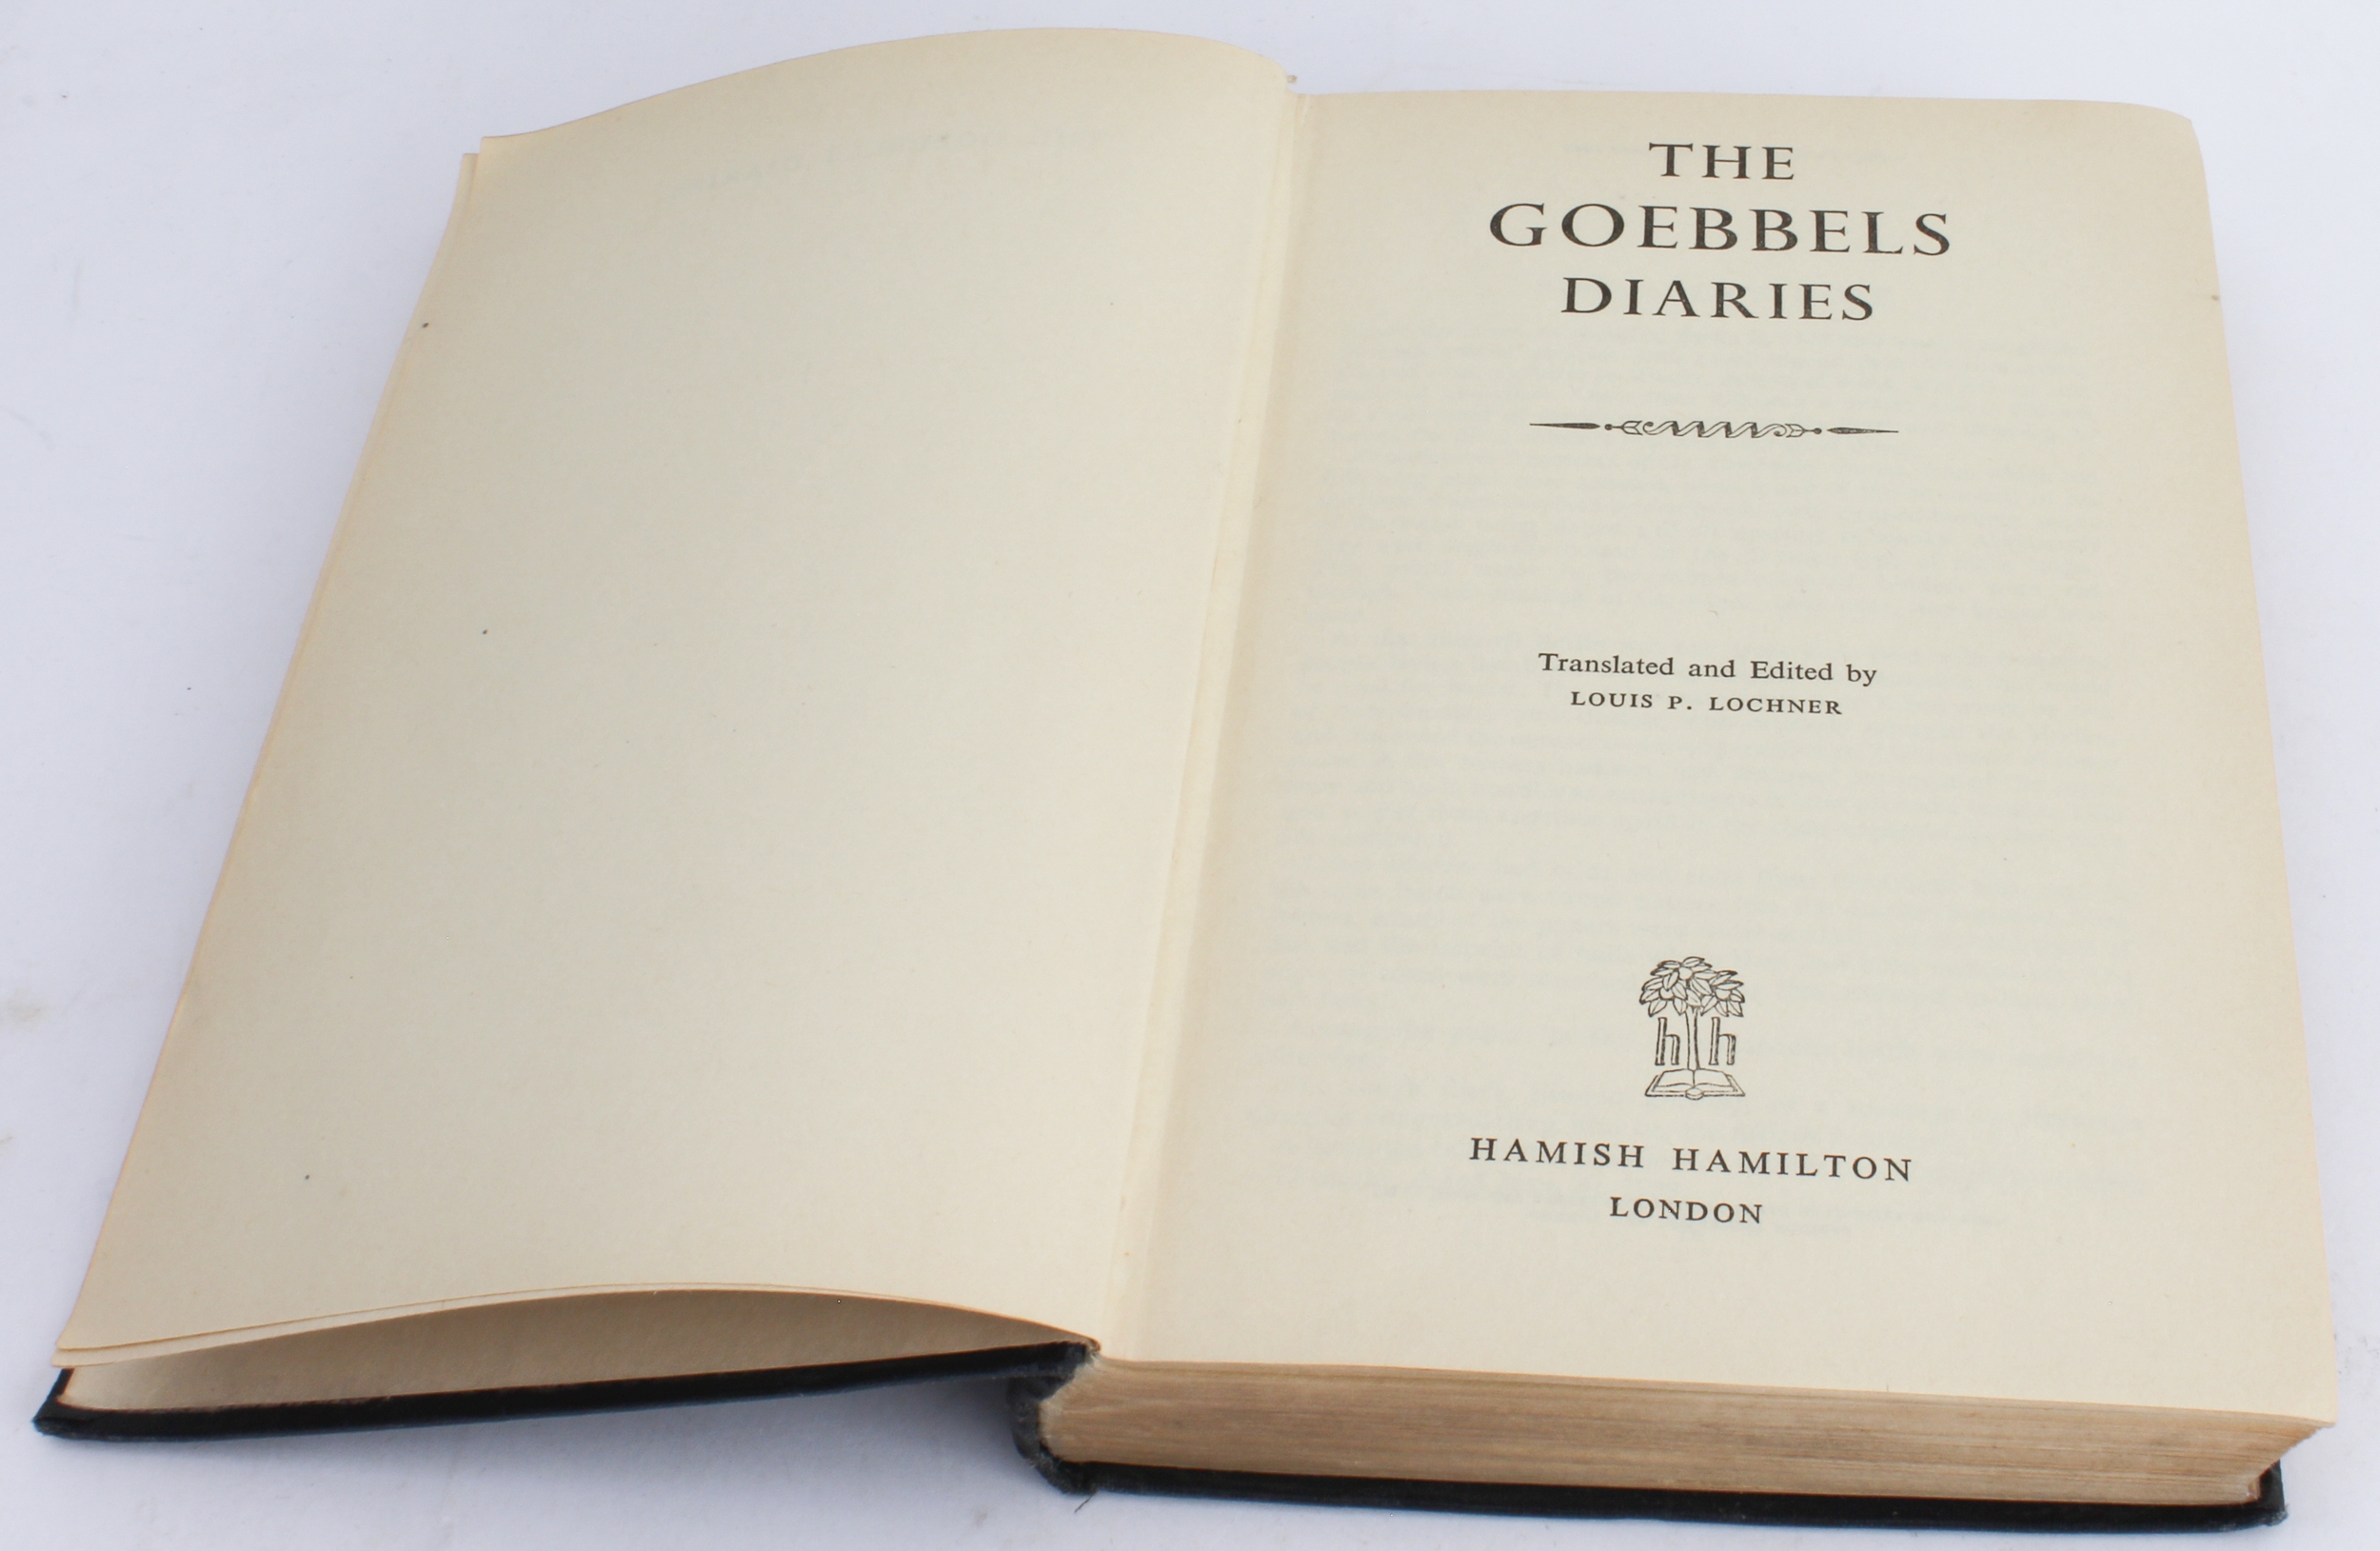 THE
GOEBBELS
DIARIES
Translated and Edited by
LOUIS P. LOCHNER
h h
HAMISH HAMILTON
LONDON